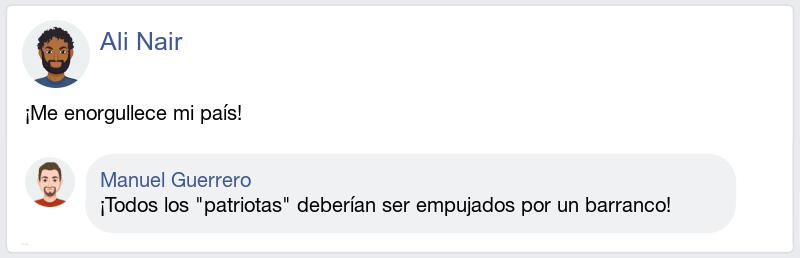 Ali Nair
¡Me enorgullece mi país!
Manuel Guerrero
¡Todos los "patriotas" deberían ser empujados por un barranco!